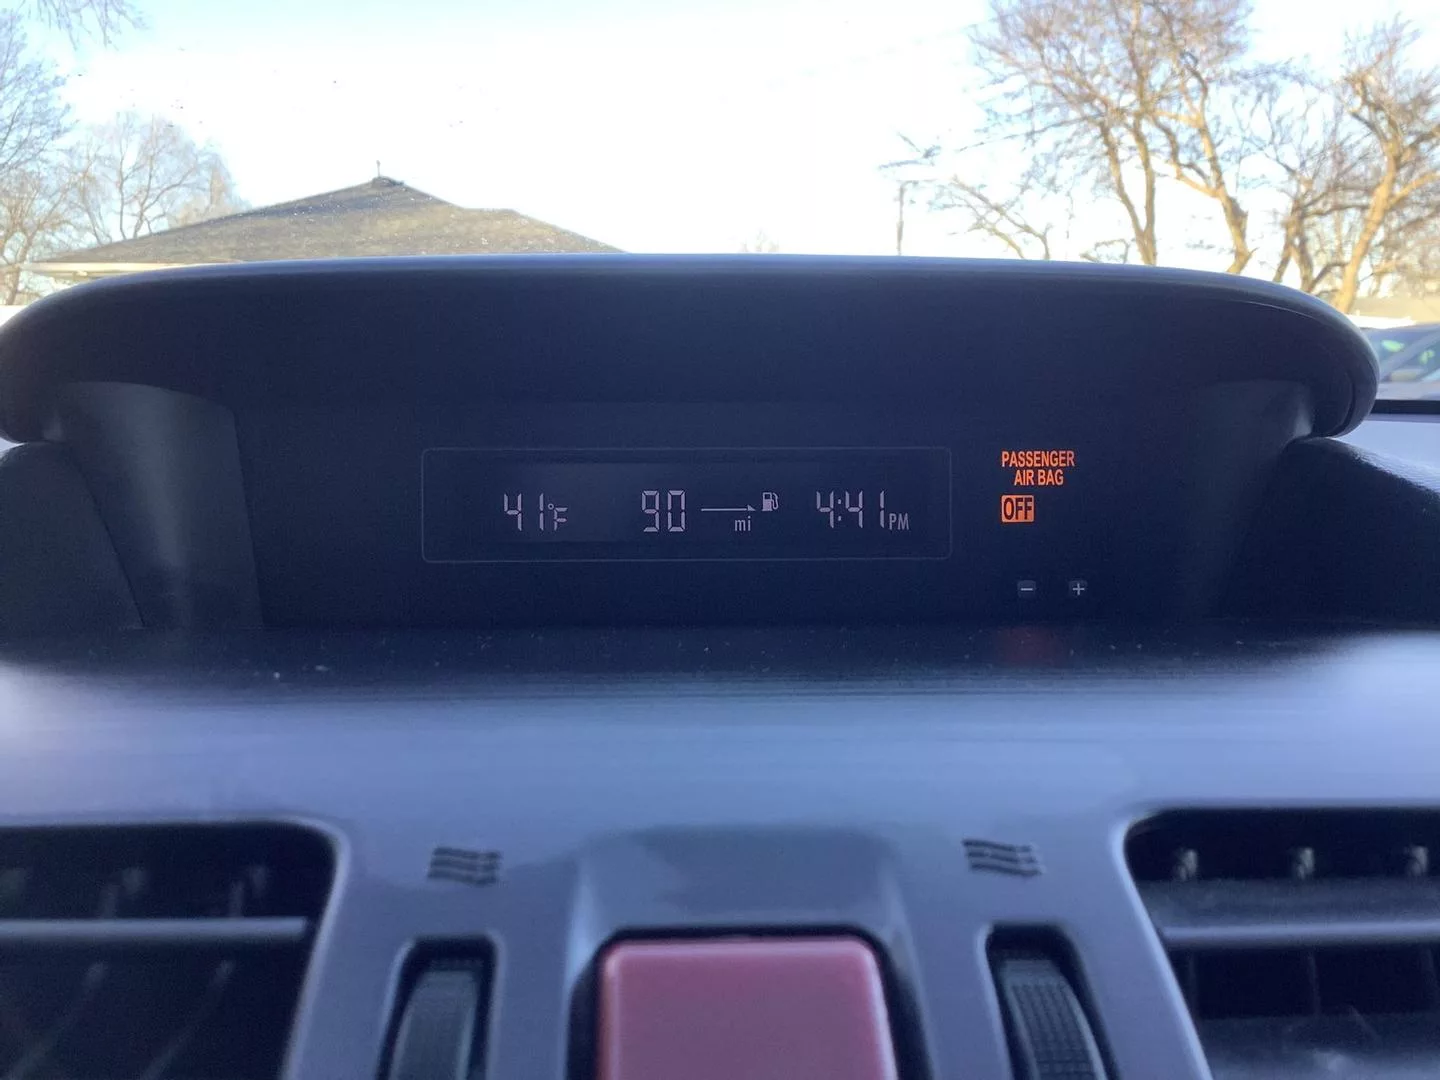 41°F 90 mi 4:41 PM
PASSENGER
AIR BAG
OFF
- +